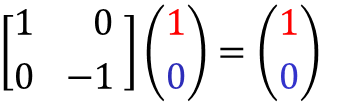 [1 0] (1) = (1)
[0 −1] (0) (0)